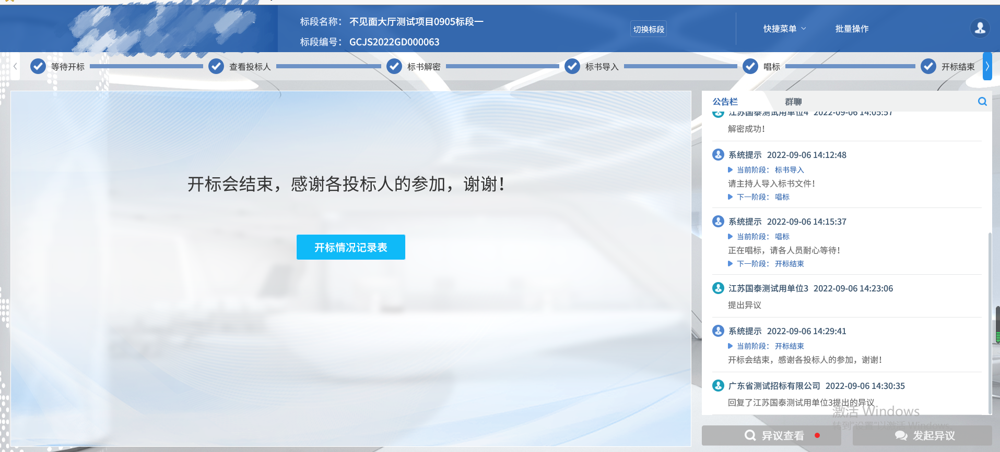 标段名称： 不见面大厅测试项目0905标段一
标段编号： GCJS2022GD000063
切换标段
快捷菜单
批量操作
等待开标
查看投标人
标书解密
标书导入
唱标
开标结束
开标会结束，感谢各投标人的参加，谢谢！
开标情况记录表
公告栏
群聊
江苏国泰测试用单位4 2022-09-06 14:05:57
解密成功！
系统提示 2022-09-06 14:12:48
当前阶段： 标书导入
请主持人导入标书文件！
下一阶段： 唱标
系统提示 2022-09-06 14:15:37
当前阶段： 唱标
正在唱标，请各人员耐心等待！
下一阶段： 开标结束
江苏国泰测试用单位3 2022-09-06 14:23:06
提出异议
系统提示 2022-09-06 14:29:41
当前阶段： 开标结束
开标会结束，感谢各投标人的参加，谢谢！
广东省测试招标有限公司 2022-09-06 14:30:35
回复了江苏国泰测试用单位3提出的异议
激活 Windows
转到"设置"以激活 Windows。
异议查看
发起异议